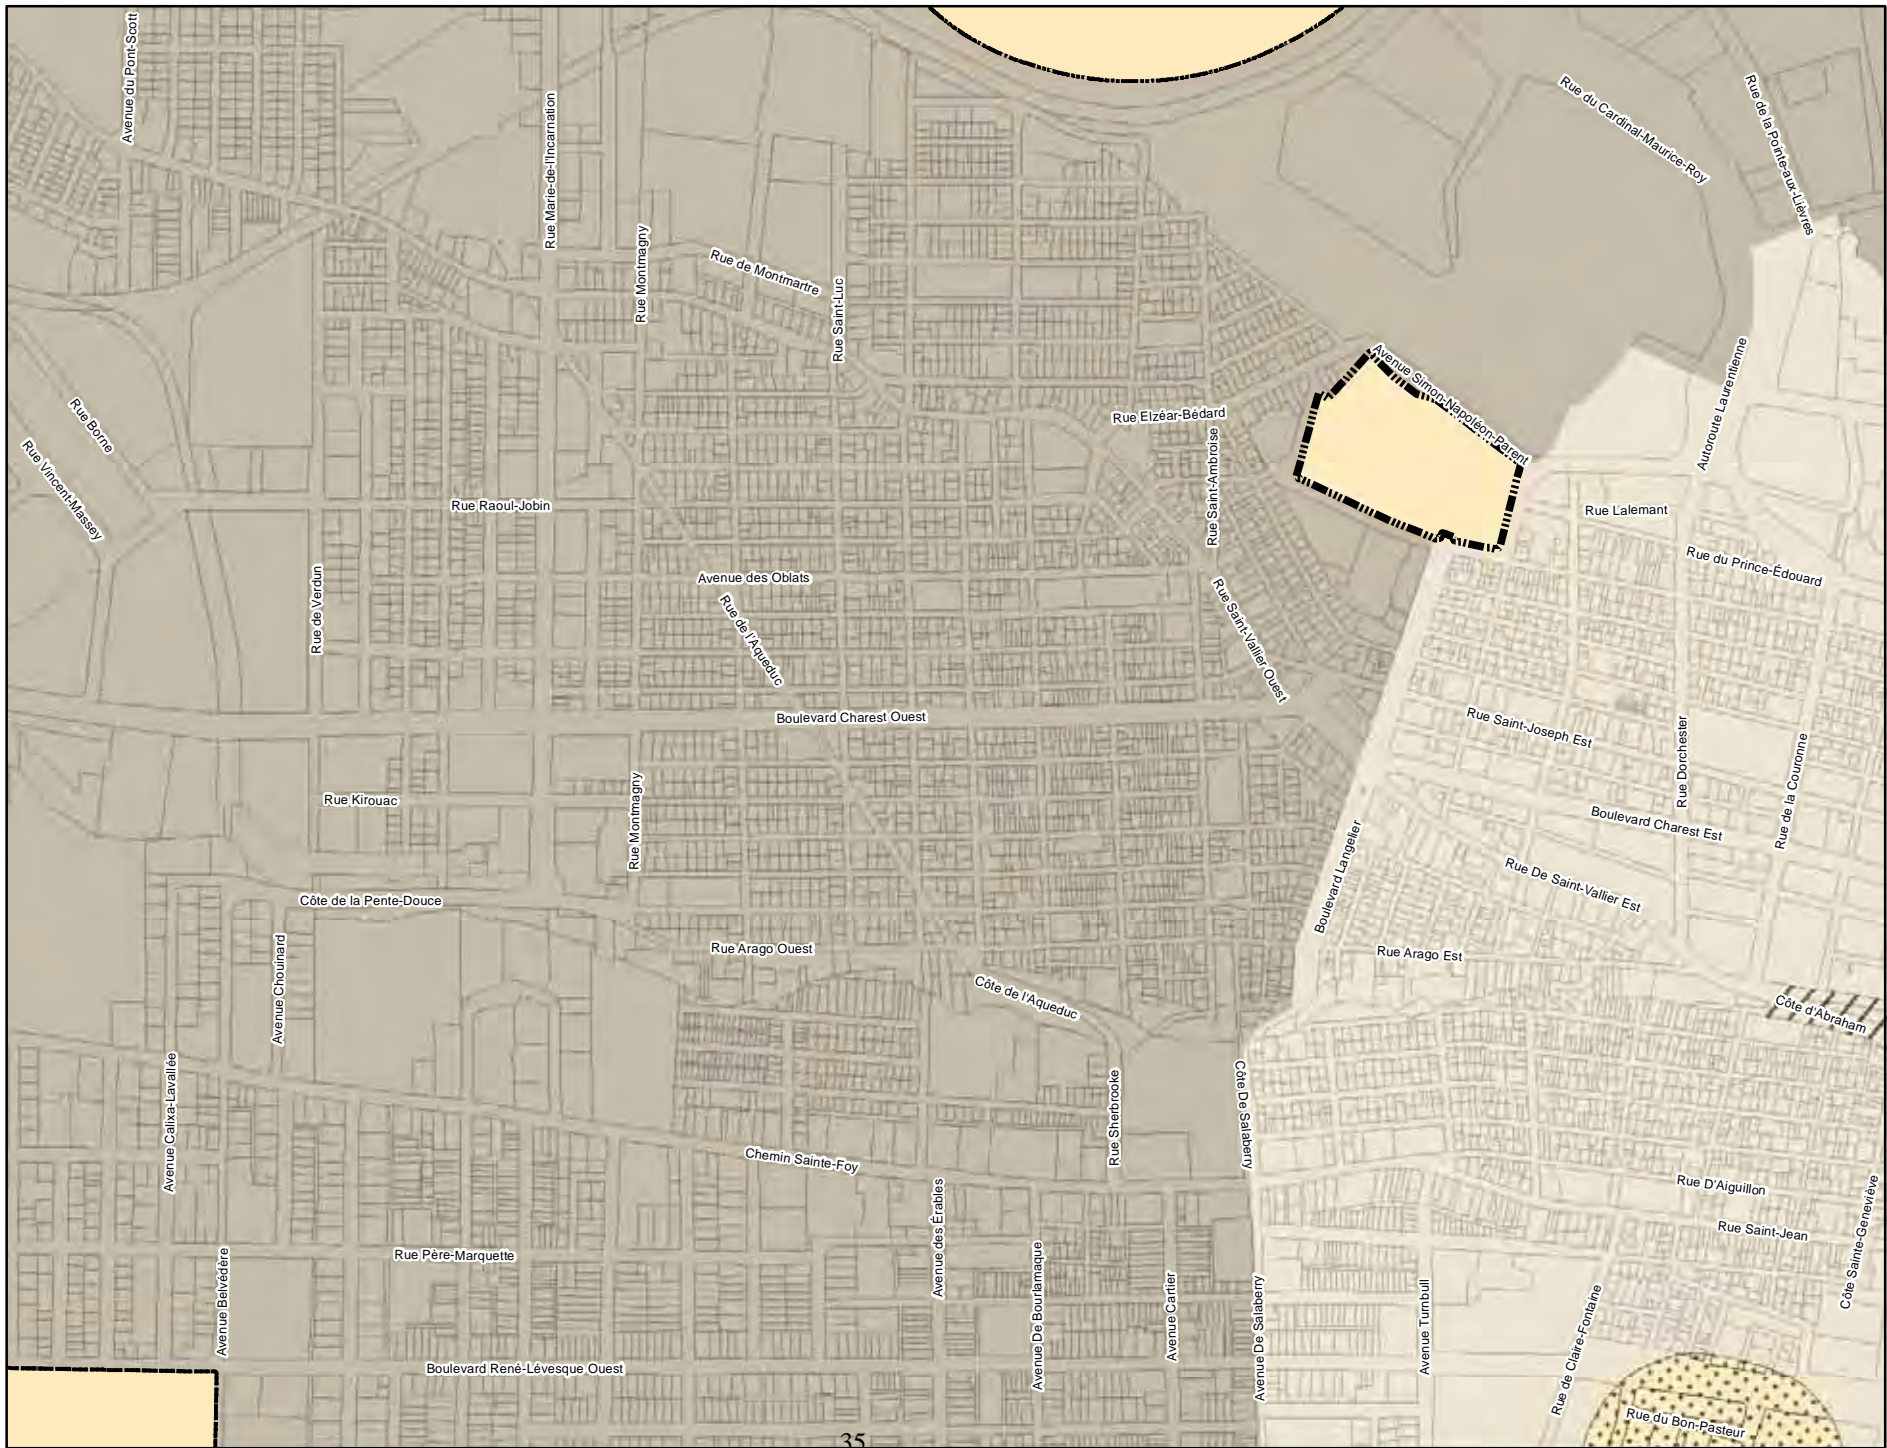 Avenue du Pont-Scott
Rue Marie-de-l'Incarnation
Rue du Cardinal-Maurice-Roy
Rue de la Pointe-aux-Lièvres
Rue Montmagny
Rue de Montmartre
Rue Saint-Luc
Avenue Simon-Napoléon-Parent
Autoroute Laurentienne
Rue Borne
Rue Vincent-Massey
Rue Elzéar-Bédard
Rue Saint-Ambroise
Rue Raoul-Jobin
Rue Lalemant
Rue du Prince-Édouard
Rue de Verdun
Avenue des Oblats
Rue de l'Aqueduc
Rue Saint-Vallier Ouest
Boulevard Charest Ouest
Rue Saint-Joseph Est
Rue Dorchester
Rue de la Couronne
Rue Kirouac
Rue Montmagny
Boulevard Charest Est
Boulevard Langelier
Rue De Saint-Vallier Est
Côte de la Pente-Douce
Avenue Chouinard
Rue Arago Ouest
Rue Arago Est
Côte de l'Aqueduc
Côte d'Abraham
Avenue Calixa-Lavallée
Rue Sherbrooke
Côte De Salaberry
Chemin Sainte-Foy
Rue D'Aiguillon
Avenue des Érables
Rue Saint-Jean
Côte Sainte-Geneviève
Rue Père-Marquette
Avenue Belvédère
Avenue De Bourlamaque
Avenue Cartier
Avenue De Salaberry
Avenue Turnbull
Rue de Claire-Fontaine
Boulevard René-Lévesque Ouest
Rue du Bon-Pasteur
35